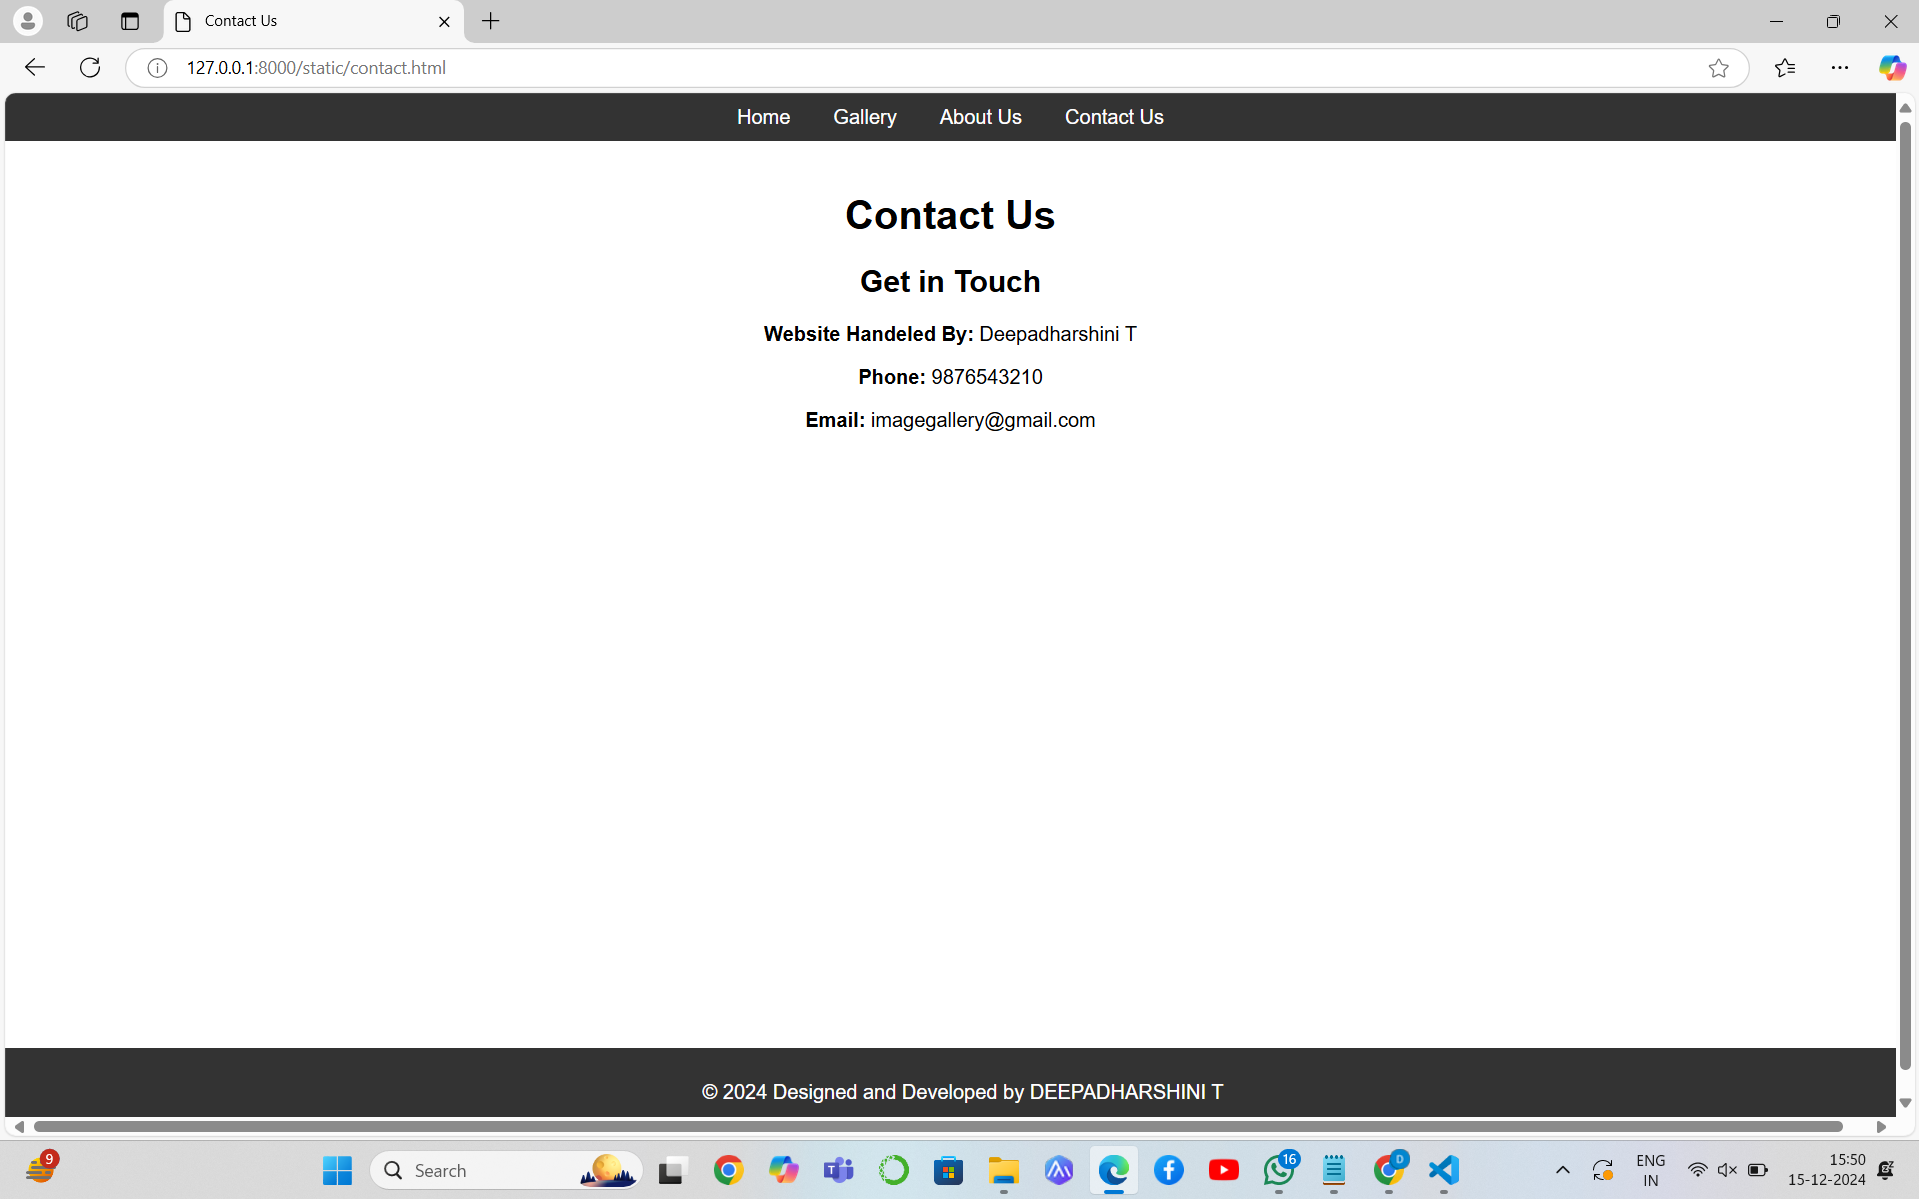 Contact Us
127.0.0.1:8000/static/contact.html
Home Gallery About Us Contact Us
Contact Us
Get in Touch
Website Handeled By: Deepadharshini T
Phone: 9876543210
Email: imagegallery@gmail.com
© 2024 Designed and Developed by DEEPADHARSHINI T
9
Search
T
16
D
ENG
IN
15:50
15-12-2024